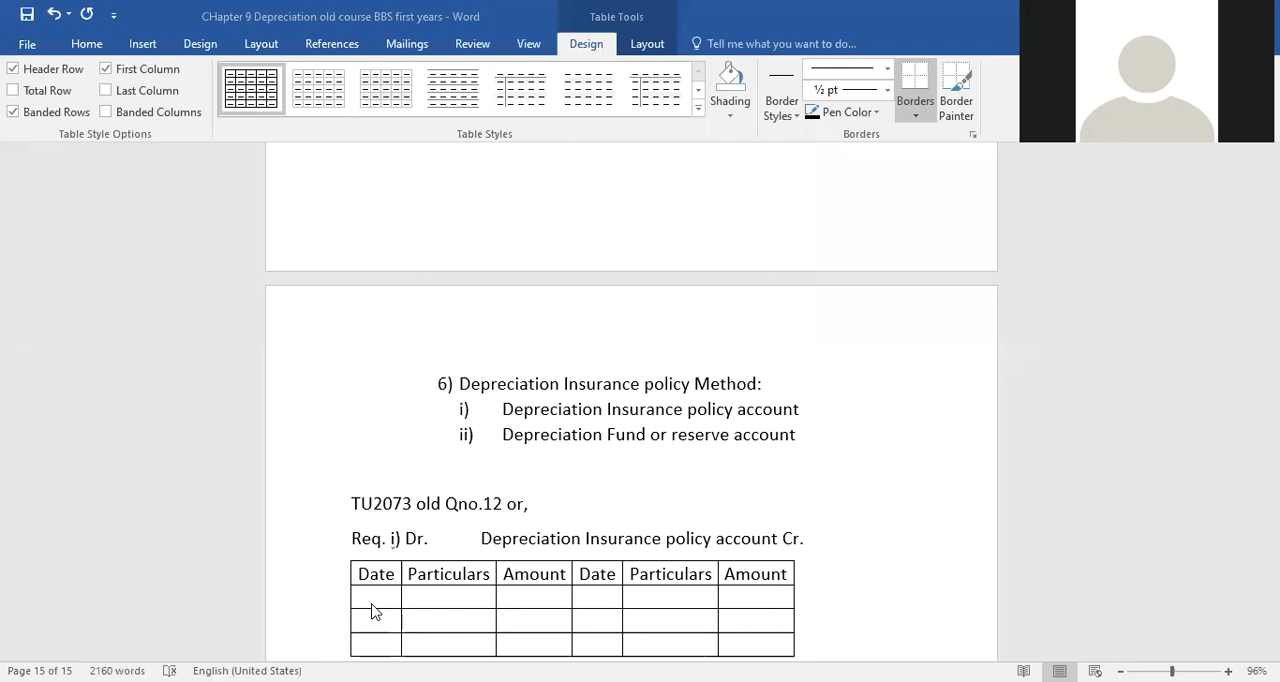 CHapter 9 Depreciation old course BBS first years - Word
Table Tools
File Home Insert Design Layout References Mailings Review View Design Layout Tell me what you want to do...
Header Row First Column
Total Row Last Column
Banded Rows Banded Columns
Table Style Options
Table Styles
Shading
Border Styles
½ pt
Pen Color
Borders
Border Painter
Borders
6) Depreciation Insurance policy Method:
i) Depreciation Insurance policy account
ii) Depreciation Fund or reserve account
TU2073 old Qno.12 or,
Req. i) Dr. Depreciation Insurance policy account Cr.
Date Particulars Amount Date Particulars Amount
Page 15 of 15 2160 words English (United States) 96%